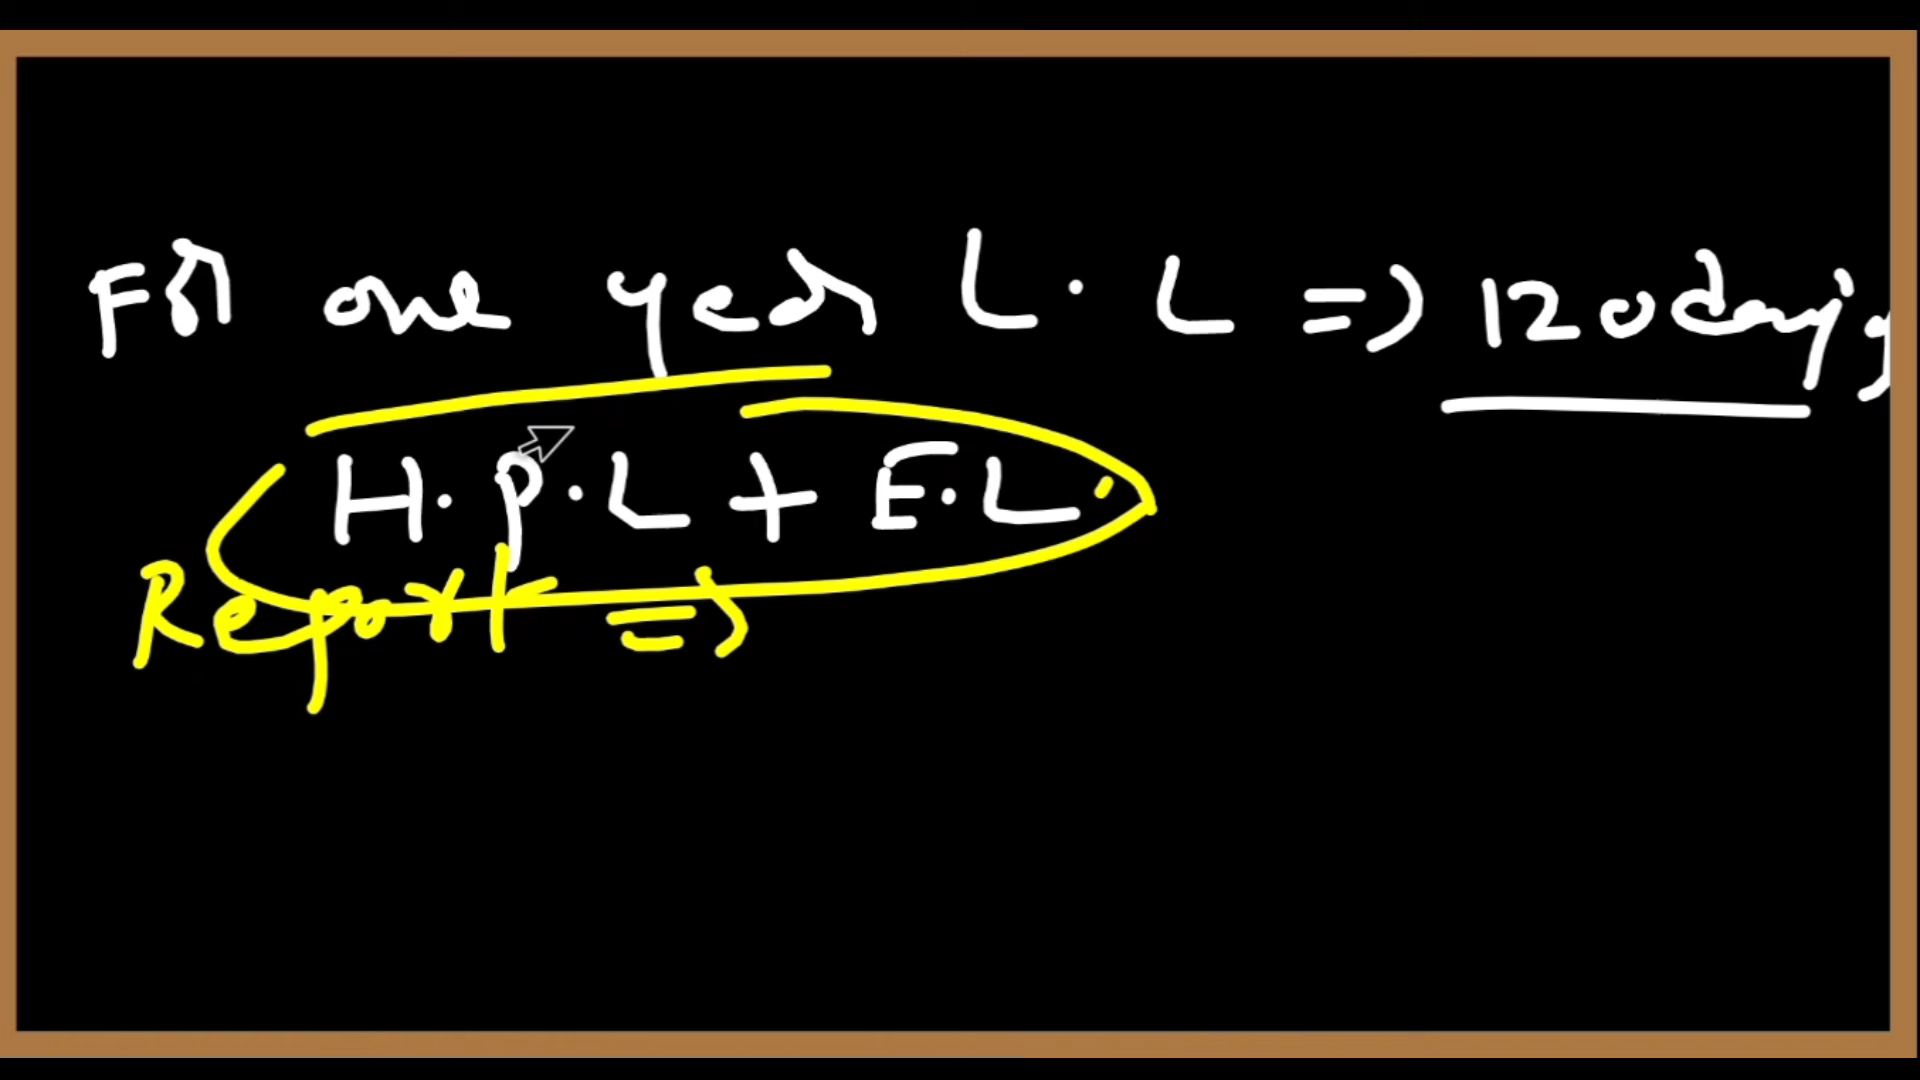 For one year L.L => 120 days
H.P.L + E.L.
Report =>